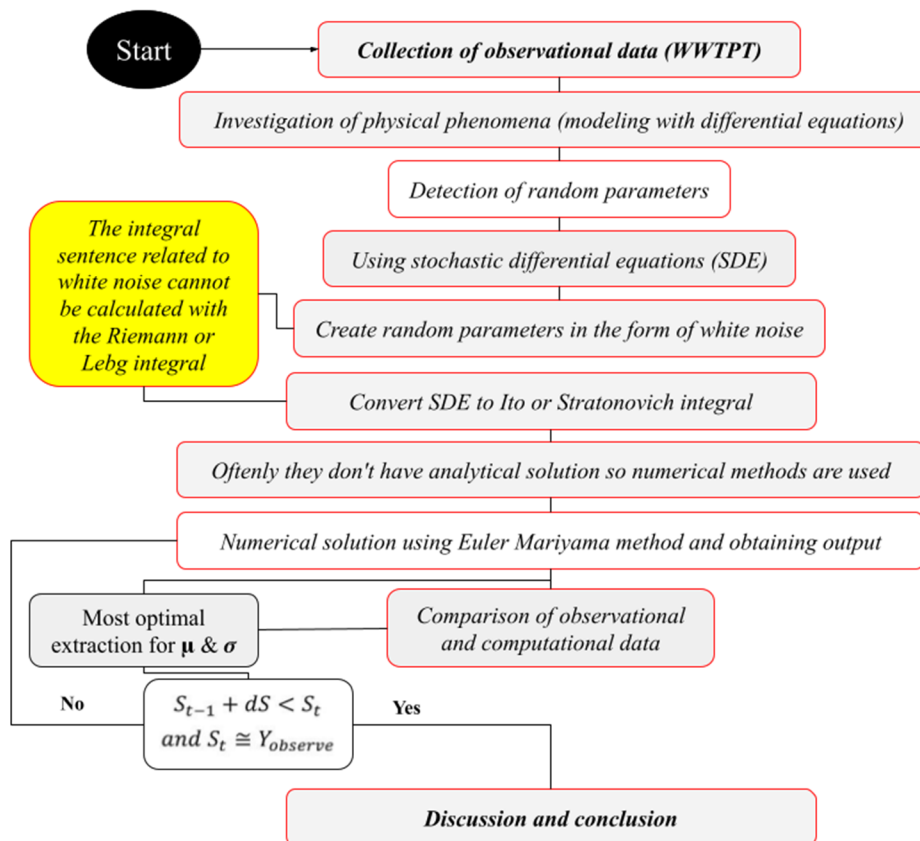 Start
Collection of observational data (WWTPT)
Investigation of physical phenomena (modeling with differential equations)
Detection of random parameters
The integral
sentence related to
white noise cannot
be calculated with
the Riemann or
Lebg integral
Using stochastic differential equations (SDE)
Create random parameters in the form of white noise
Convert SDE to Ito or Stratonovich integral
Oftenly they don't have analytical solution so numerical methods are used
Numerical solution using Euler Mariyama method and obtaining output
Most optimal
extraction for μ & σ
Comparison of observational
and computational data
No
S_{t-1} + dS < S_t
and S_t ≅ Y_{observe}
Yes
Discussion and conclusion